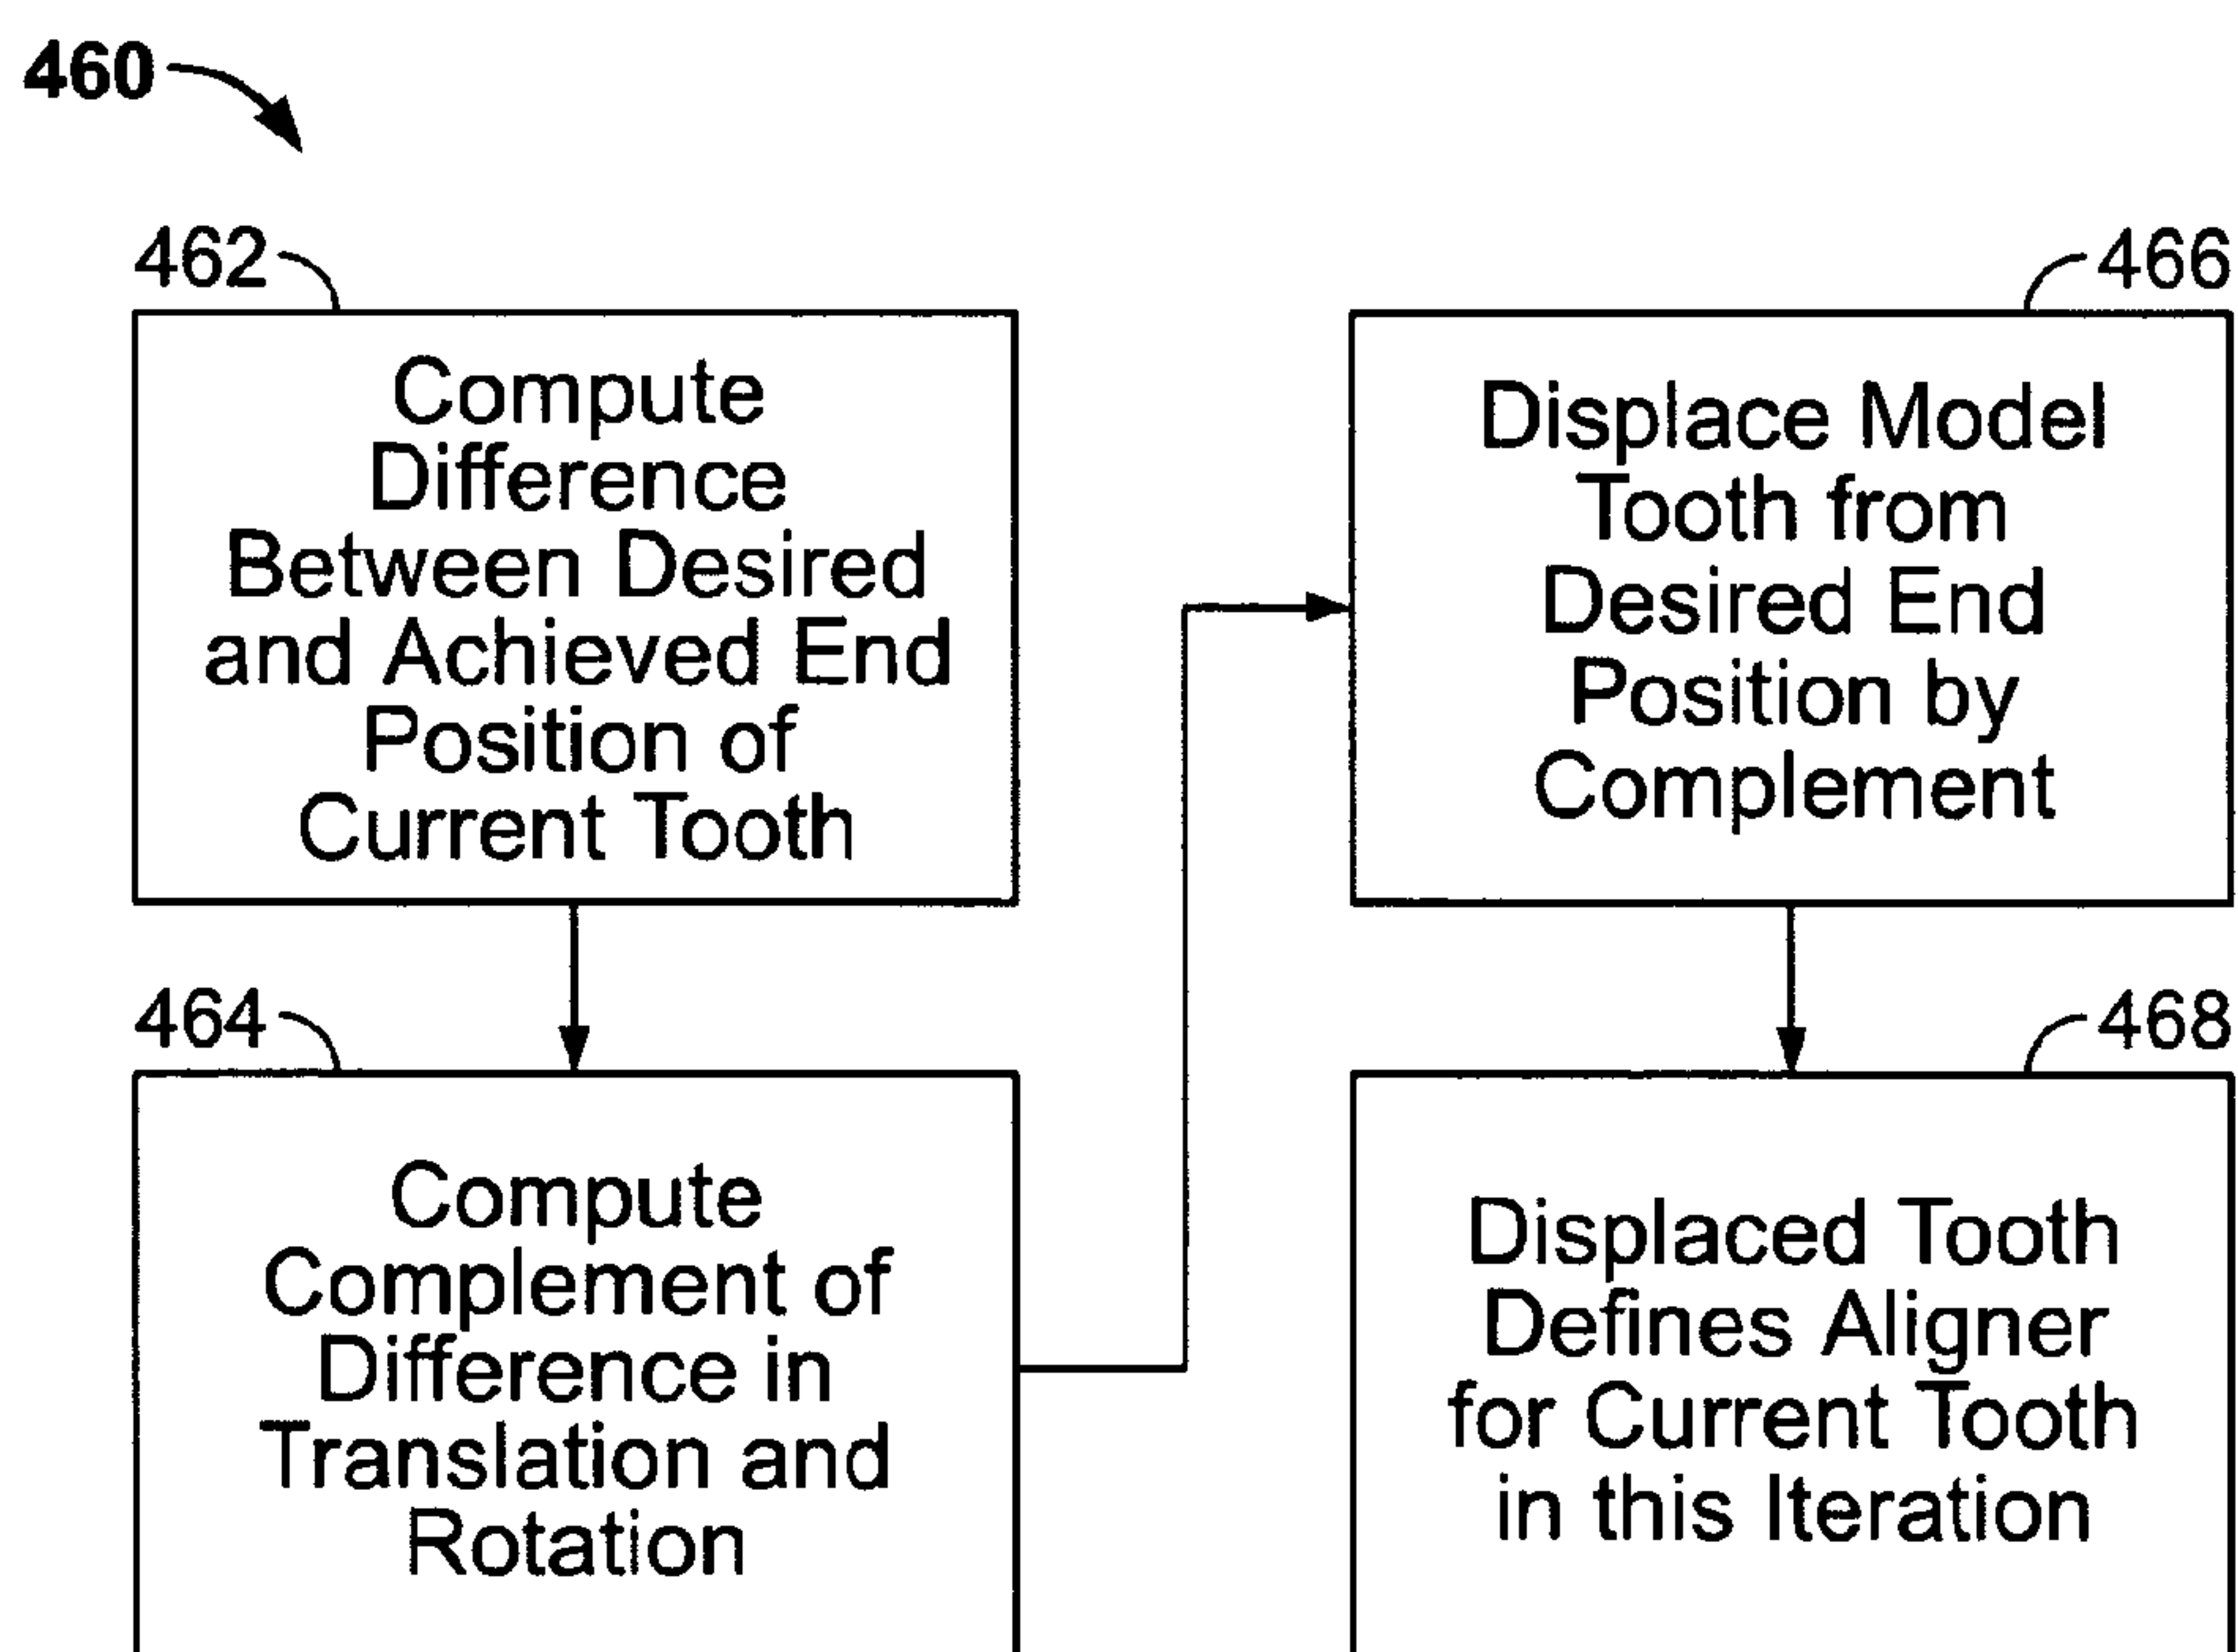 460
462
Compute
Difference
Between Desired
and Achieved End
Position of
Current Tooth
464
Compute
Complement of
Difference in
Translation and
Rotation
466
Displace Model
Tooth from
Desired End
Position by
Complement
468
Displaced Tooth
Defines Aligner
for Current Tooth
in this Iteration